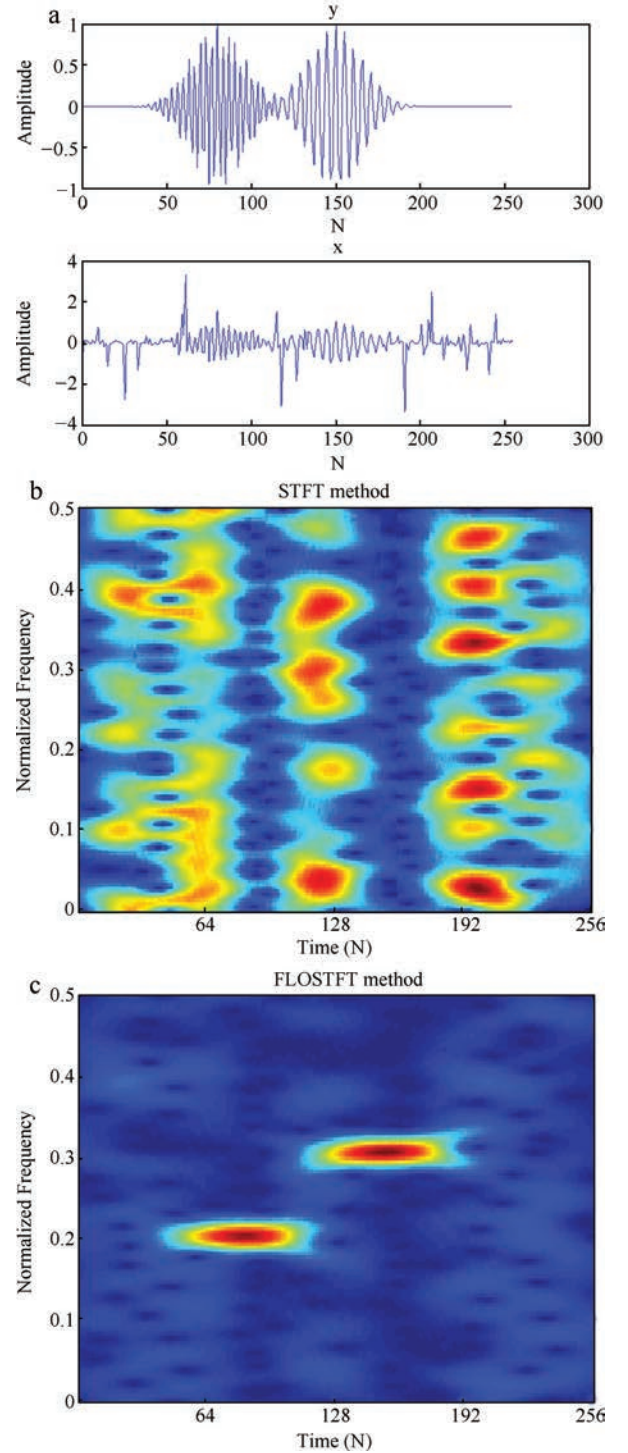 a
y
1
0.5
0
−0.5
−1
Amplitude
0
50
100
150
200
250
300
N
x
4
2
0
−2
−4
Amplitude
0
50
100
150
200
250
300
N
b
STFT method
0.5
0.4
0.3
0.2
0.1
0
Normalized Frequency
64
128
192
256
Time (N)
c
FLOSTFT method
0.5
0.4
0.3
0.2
0.1
0
Normalized Frequency
64
128
192
256
Time (N)